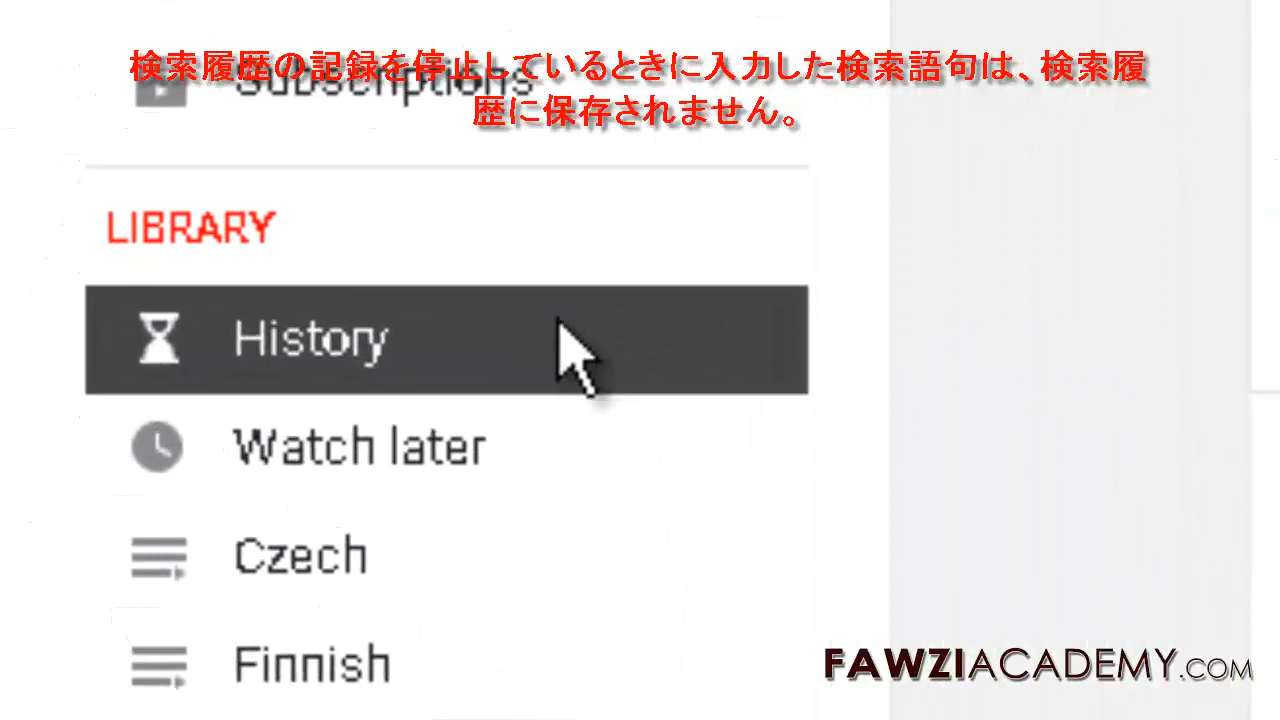 検索履歴の記録を停止しているときに入力した検索語句は、検索履
歴に保存されません。
Subscriptions
LIBRARY
History
Watch later
Czech
Finnish
FAWZIACADEMY.COM